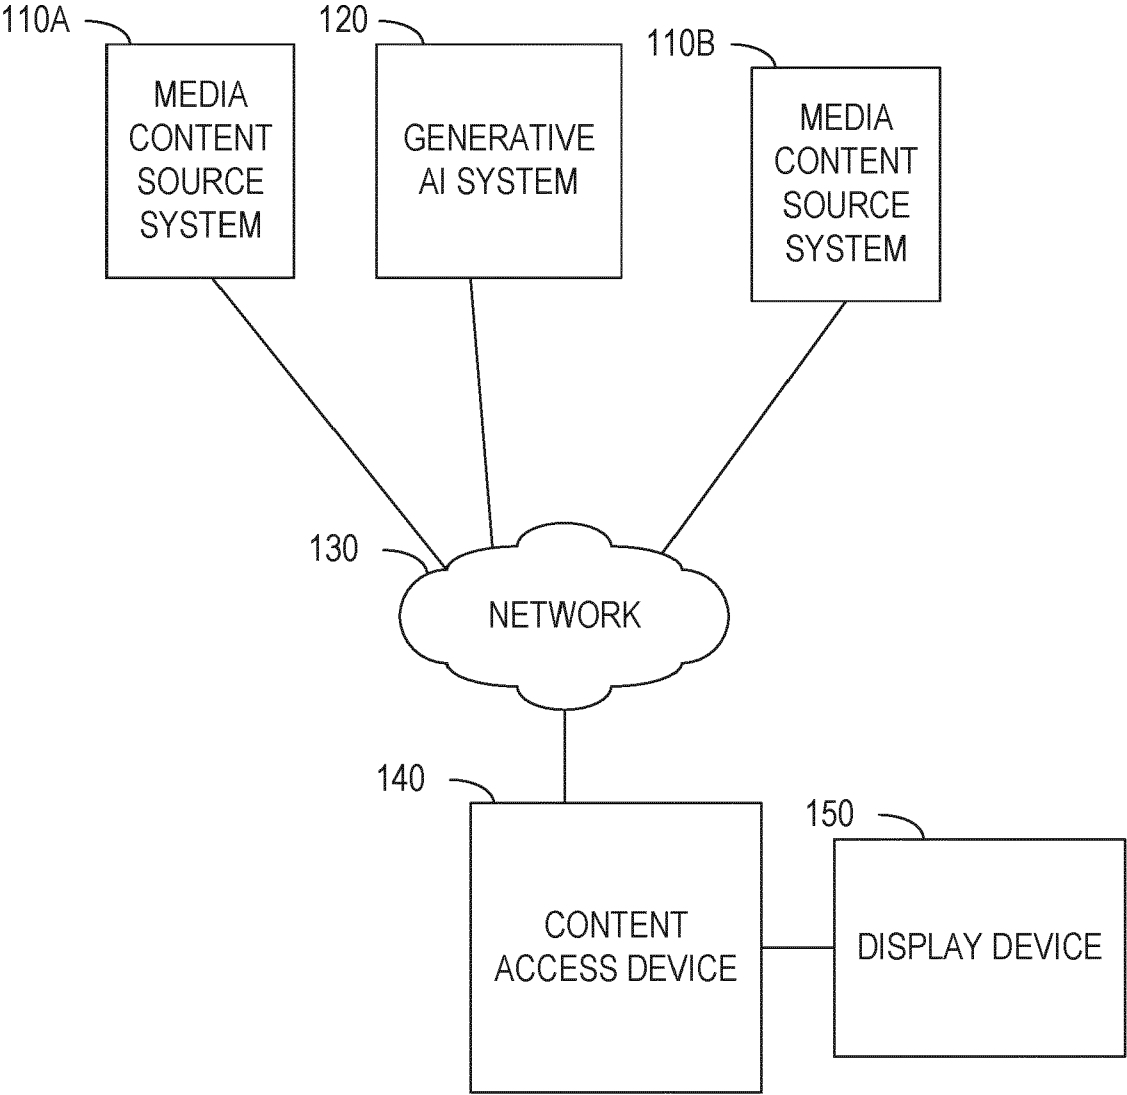 110A
120
110B
MEDIA
CONTENT
SOURCE
SYSTEM
GENERATIVE
AI SYSTEM
MEDIA
CONTENT
SOURCE
SYSTEM
130
NETWORK
140
150
CONTENT
ACCESS DEVICE
DISPLAY DEVICE